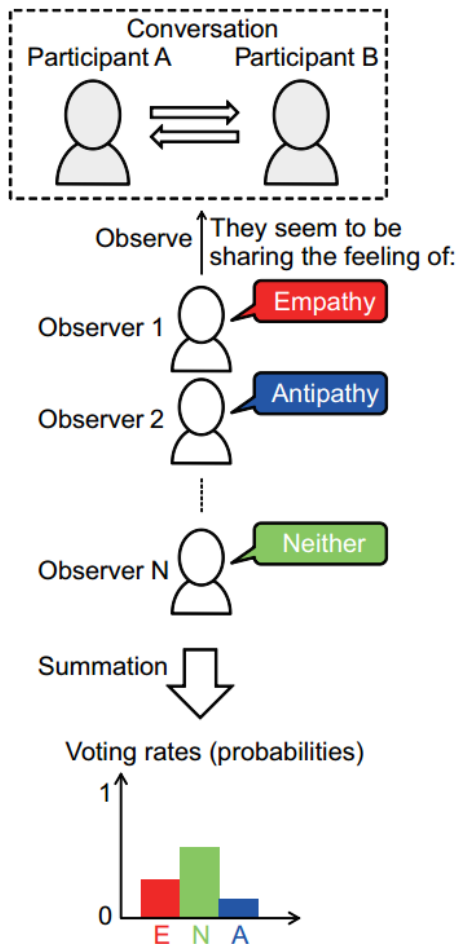 Conversation
Participant A
Participant B
Observe
They seem to be
sharing the feeling of:
Observer 1
Empathy
Observer 2
Antipathy
Observer N
Neither
Summation
Voting rates (probabilities)
1
0
E N A